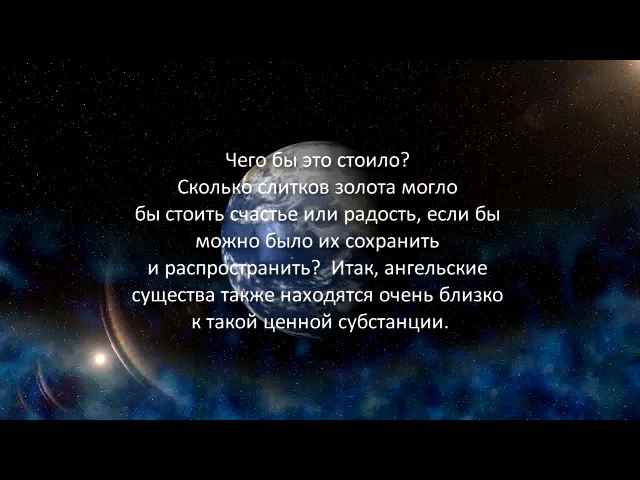 Чего бы это стоило?
Сколько слитков золота могло
бы стоить счастье или радость, если бы
можно было их сохранить
и распространить?  Итак, ангельские
существа также находятся очень близко
к такой ценной субстанции.